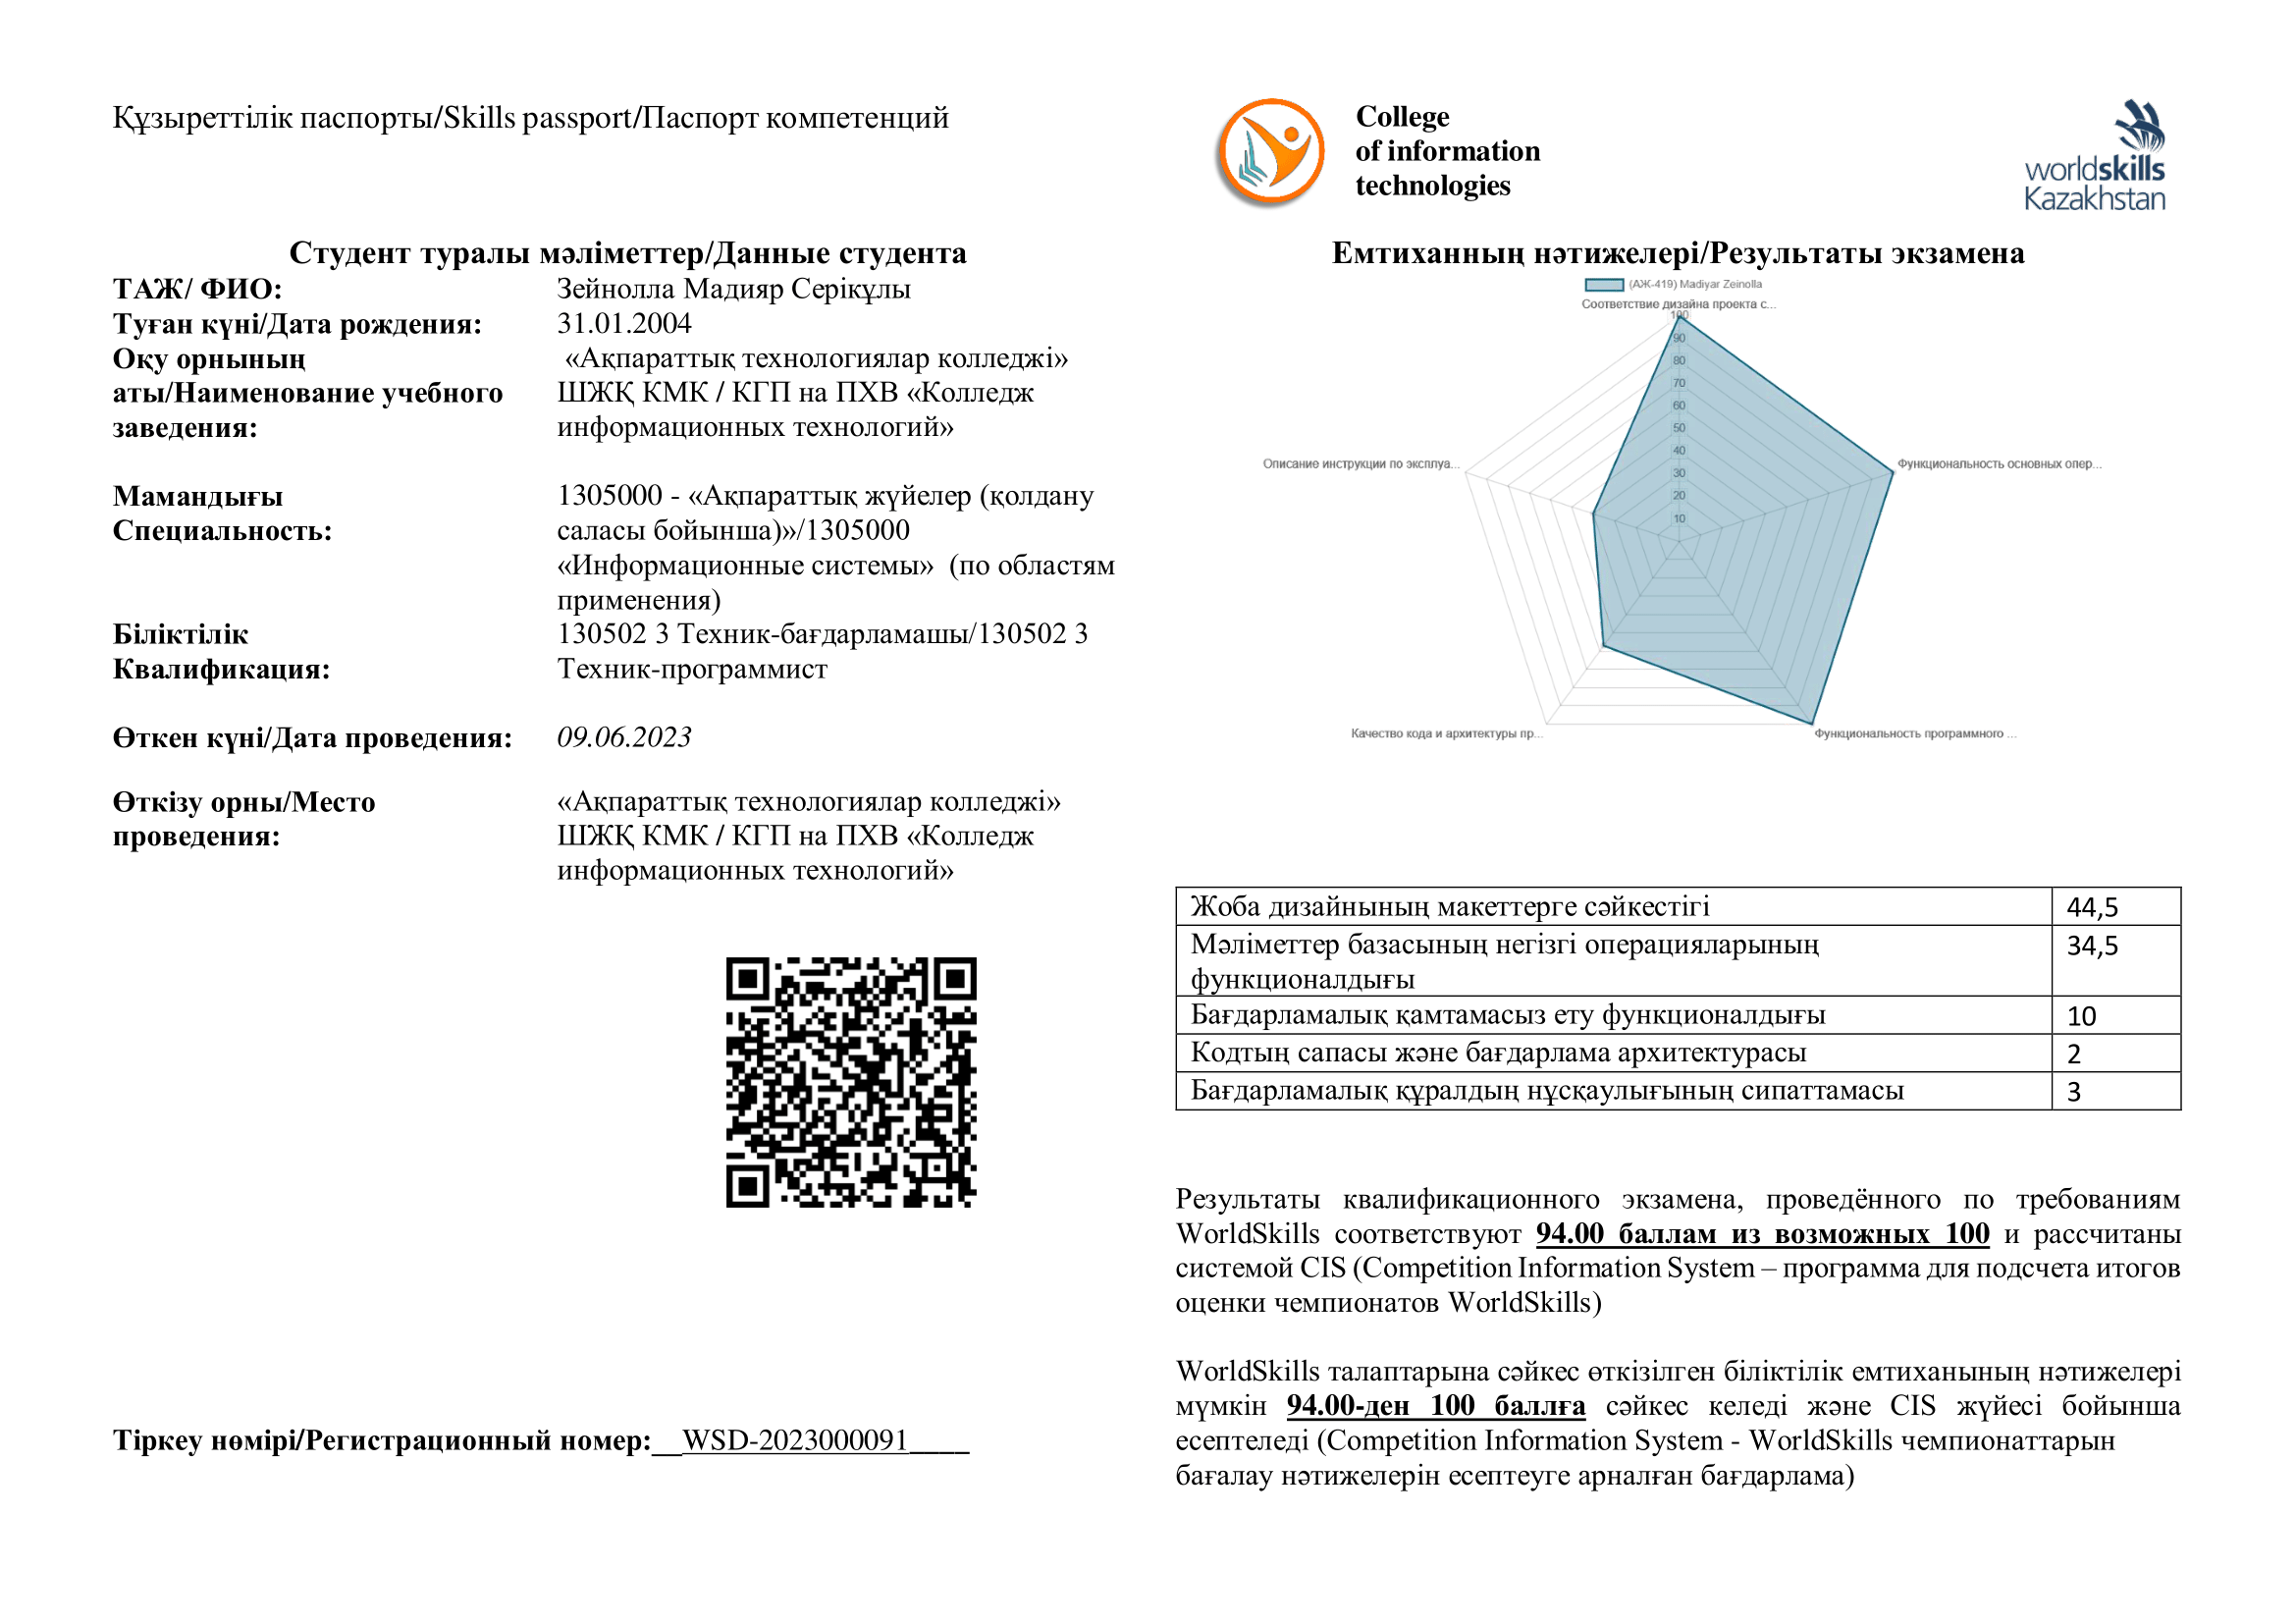 Құзыреттілік паспорты/Skills passport/Паспорт компетенций
Студент туралы мәліметтер/Данные студента
ТАЖ/ ФИО: Зейнолла Мадияр Серікұлы
Туған күні/Дата рождения: 31.01.2004
Оқу орнының
аты/Наименование учебного
заведения:
«Ақпараттық технологиялар колледжі»
ШЖҚ КМК / КГП на ПХВ «Колледж
информационных технологий»
Мамандығы
Специальность:
1305000 - «Ақпараттық жүйелер (қолдану
саласы бойынша)»/1305000
«Информационные системы» (по областям
применения)
Біліктілік
Квалификация:
130502 3 Техник-бағдарламашы/130502 3
Техник-программист
Өткен күні/Дата проведения: 09.06.2023
Өткізу орны/Место
проведения:
«Ақпараттық технологиялар колледжі»
ШЖҚ КМК / КГП на ПХВ «Колледж
информационных технологий»
Тіркеу нөмірі/Регистрационный номер:__WSD-2023000091____
College
of information
technologies
worldskills
Kazakhstan
Емтиханның нәтижелері/Результаты экзамена
(АЖ-419) Madiyar Zeinolla
Соответствие дизайна проекта с...
100
90
80
70
60
50
40
30
20
10
Описание инструкции по эксплуа...
Функциональность основных опер...
Качество кода и архитектуры пр...
Функциональность программного ...
Жоба дизайнының макеттерге сәйкестігі 44,5
Мәліметтер базасының негізгі операцияларының 34,5
функционалдығы
Бағдарламалық қамтамасыз ету функционалдығы 10
Кодтың сапасы және бағдарлама архитектурасы 2
Бағдарламалық құралдың нұсқаулығының сипаттамасы 3
Результаты квалификационного экзамена, проведённого по требованиям
WorldSkills соответствуют 94.00 баллам из возможных 100 и рассчитаны
системой CIS (Competition Information System – программа для подсчета итогов
оценки чемпионатов WorldSkills)
WorldSkills талаптарына сәйкес өткізілген біліктілік емтиханының нәтижелері
мүмкін 94.00-ден 100 баллға сәйкес келеді және CIS жүйесі бойынша
есептеледі (Competition Information System - WorldSkills чемпионаттарын
бағалау нәтижелерін есептеуге арналған бағдарлама)